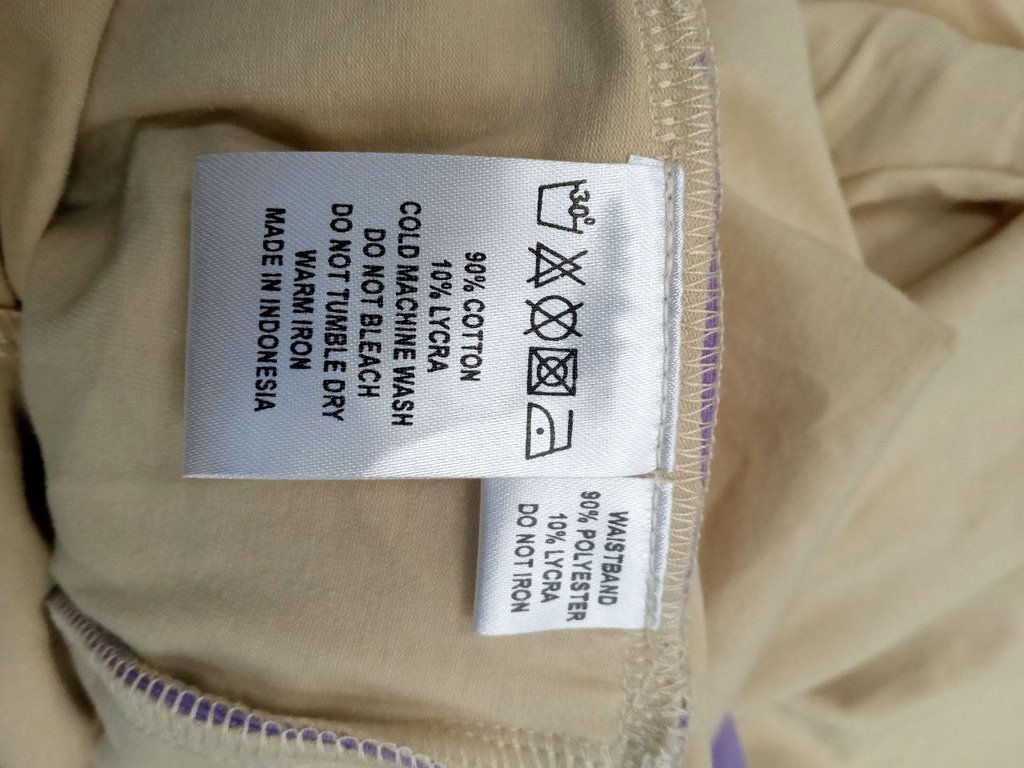 30°
90% COTTON
10% LYCRA
COLD MACHINE WASH
DO NOT BLEACH
DO NOT TUMBLE DRY
WARM IRON
MADE IN INDONESIA
WAISTBAND
90% POLYESTER
10% LYCRA
DO NOT IRON